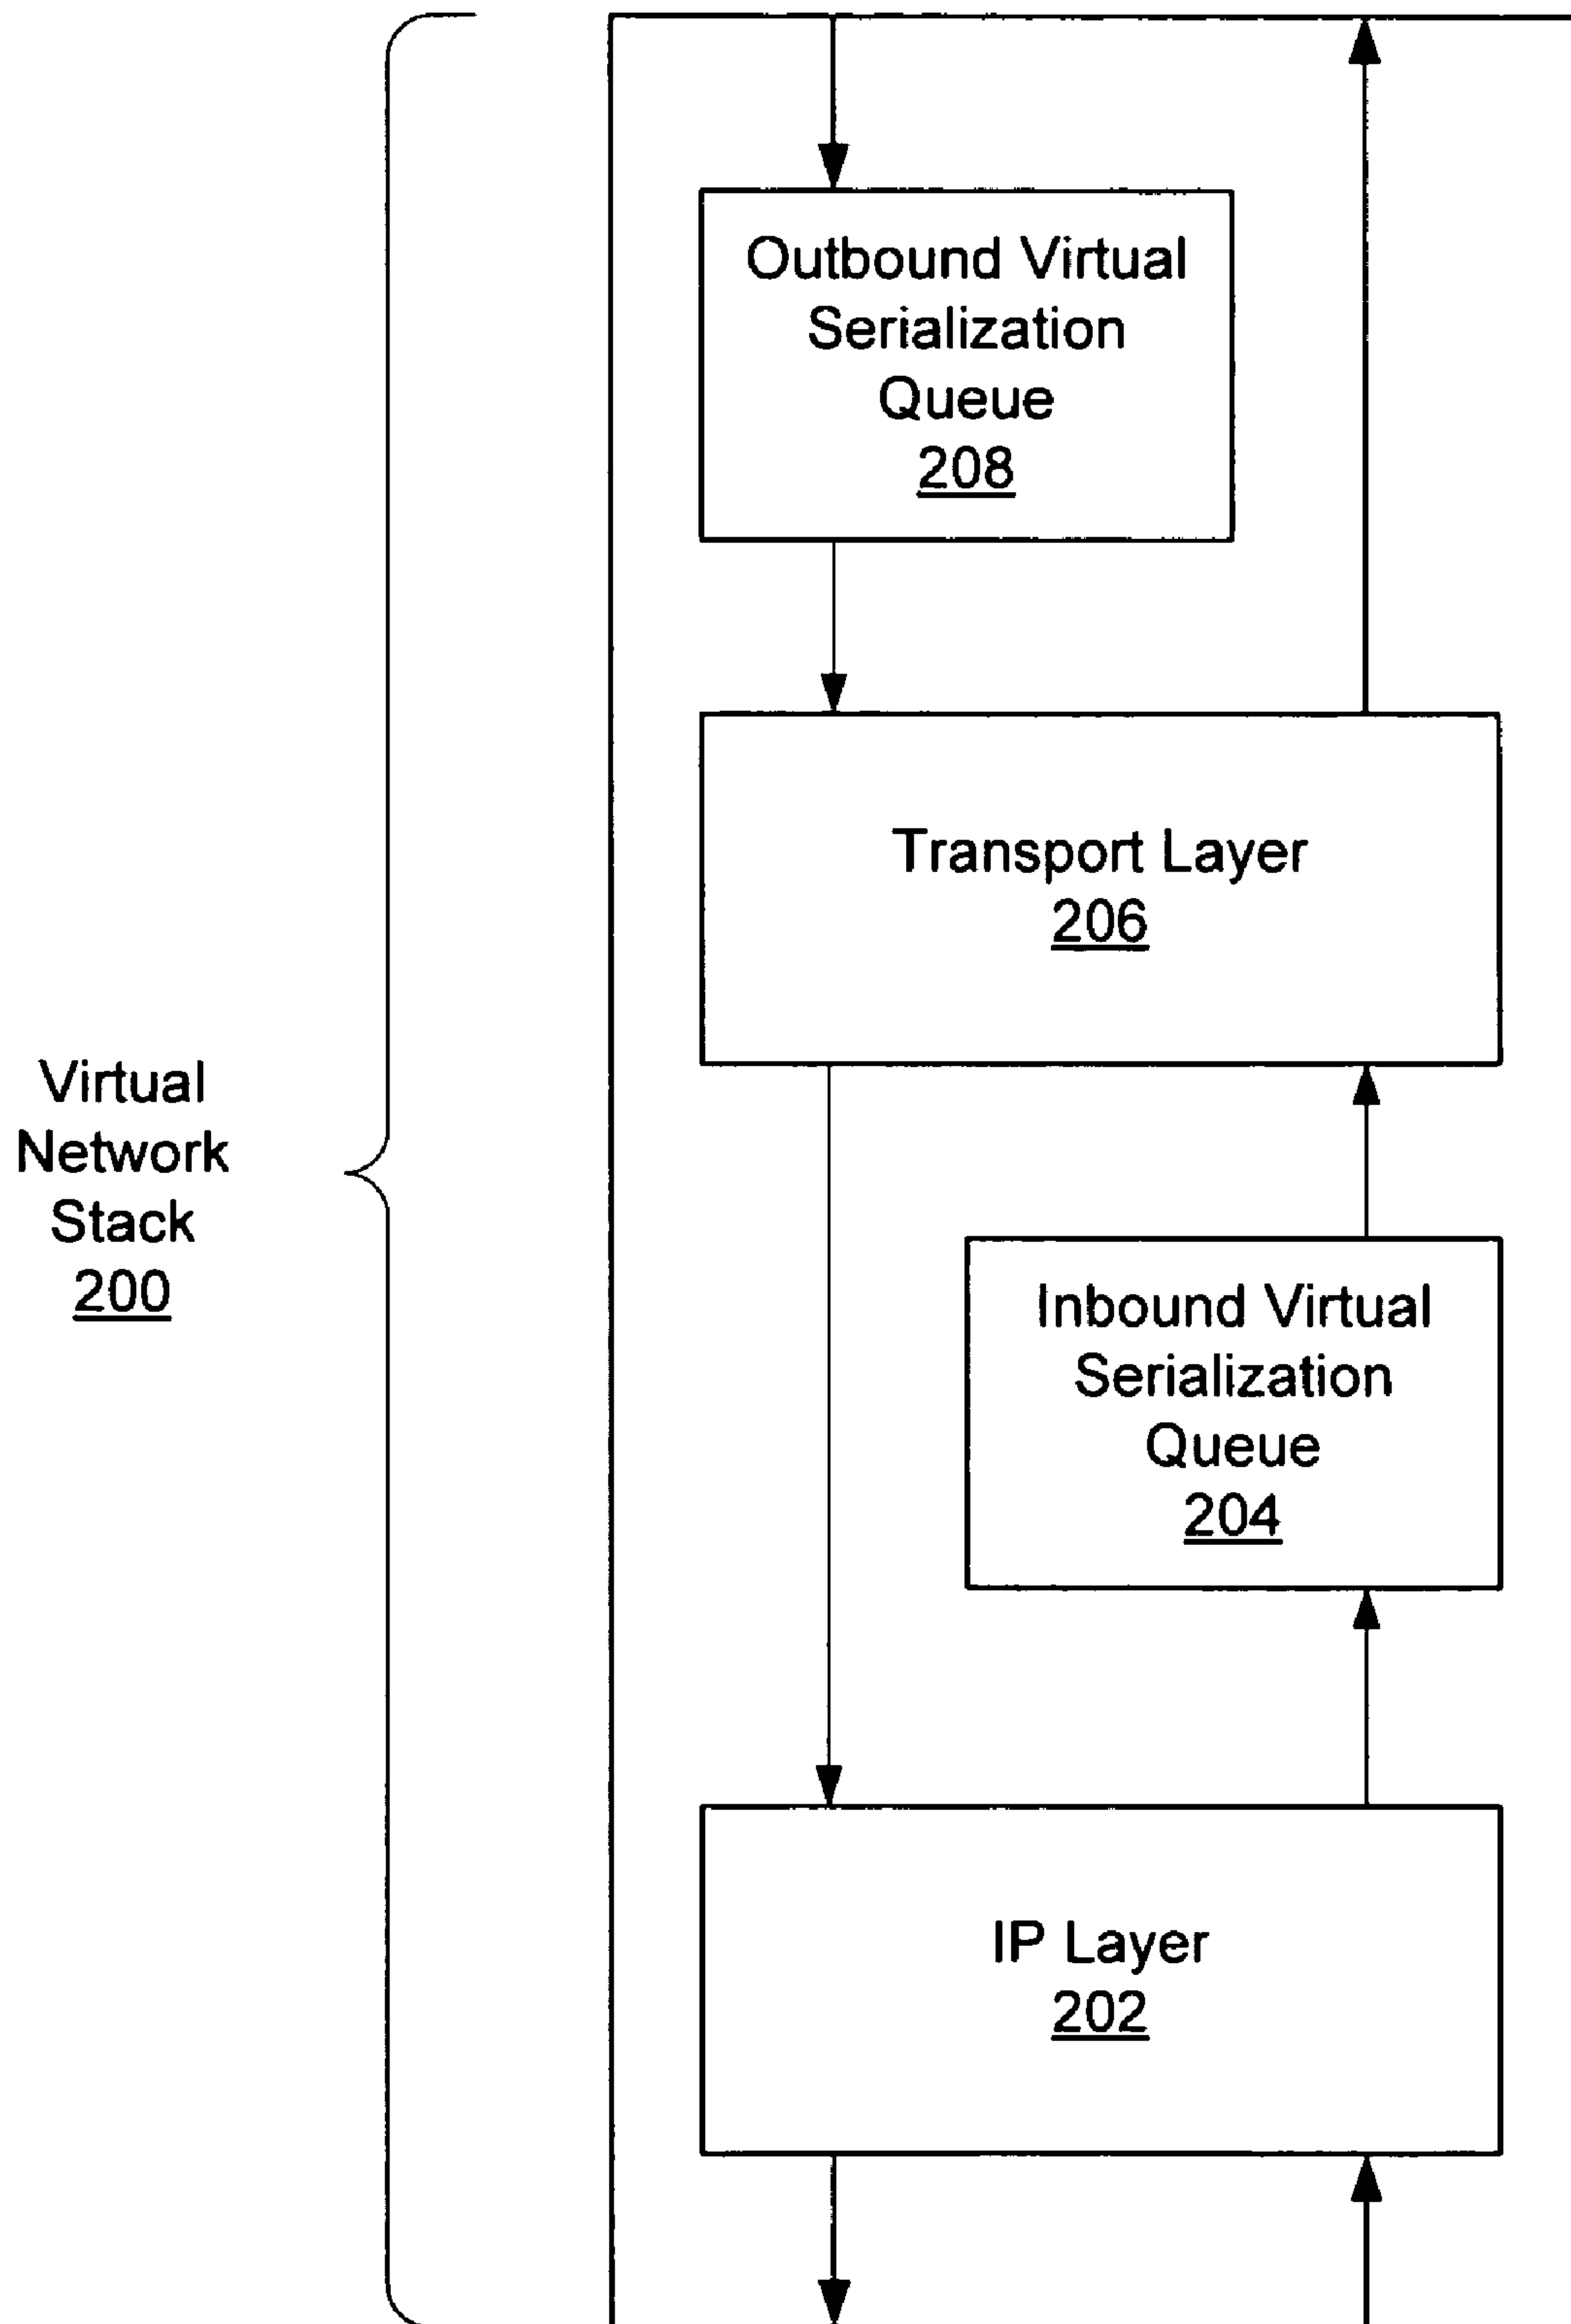 Outbound Virtual
Serialization
Queue
208
Transport Layer
206
Virtual
Network
Stack
200
Inbound Virtual
Serialization
Queue
204
IP Layer
202